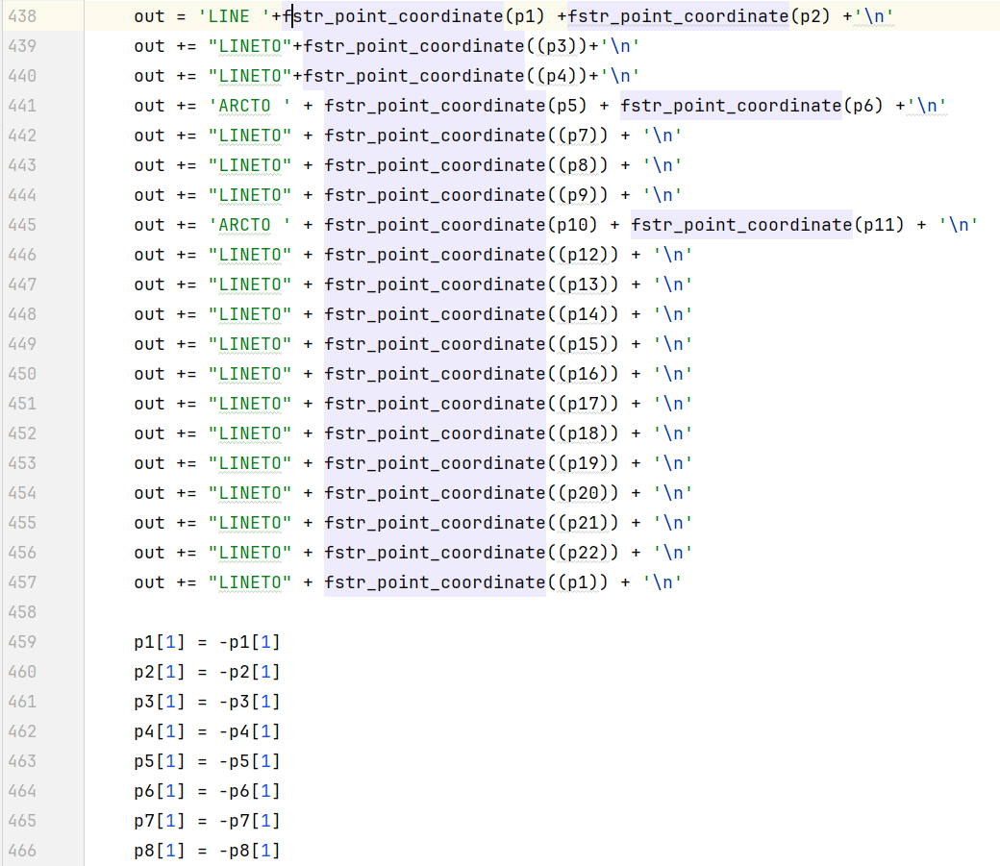 438 out = 'LINE '+fstr_point_coordinate(p1) +fstr_point_coordinate(p2) +'\n'
439 out += "LINETO"+fstr_point_coordinate((p3))+'\n'
440 out += "LINETO"+fstr_point_coordinate((p4))+'\n'
441 out += 'ARCTO ' + fstr_point_coordinate(p5) + fstr_point_coordinate(p6) +'\n'
442 out += "LINETO" + fstr_point_coordinate((p7)) + '\n'
443 out += "LINETO" + fstr_point_coordinate((p8)) + '\n'
444 out += "LINETO" + fstr_point_coordinate((p9)) + '\n'
445 out += 'ARCTO ' + fstr_point_coordinate(p10) + fstr_point_coordinate(p11) + '\n'
446 out += "LINETO" + fstr_point_coordinate((p12)) + '\n'
447 out += "LINETO" + fstr_point_coordinate((p13)) + '\n'
448 out += "LINETO" + fstr_point_coordinate((p14)) + '\n'
449 out += "LINETO" + fstr_point_coordinate((p15)) + '\n'
450 out += "LINETO" + fstr_point_coordinate((p16)) + '\n'
451 out += "LINETO" + fstr_point_coordinate((p17)) + '\n'
452 out += "LINETO" + fstr_point_coordinate((p18)) + '\n'
453 out += "LINETO" + fstr_point_coordinate((p19)) + '\n'
454 out += "LINETO" + fstr_point_coordinate((p20)) + '\n'
455 out += "LINETO" + fstr_point_coordinate((p21)) + '\n'
456 out += "LINETO" + fstr_point_coordinate((p22)) + '\n'
457 out += "LINETO" + fstr_point_coordinate((p1)) + '\n'
458
459 p1[1] = -p1[1]
460 p2[1] = -p2[1]
461 p3[1] = -p3[1]
462 p4[1] = -p4[1]
463 p5[1] = -p5[1]
464 p6[1] = -p6[1]
465 p7[1] = -p7[1]
466 p8[1] = -p8[1]